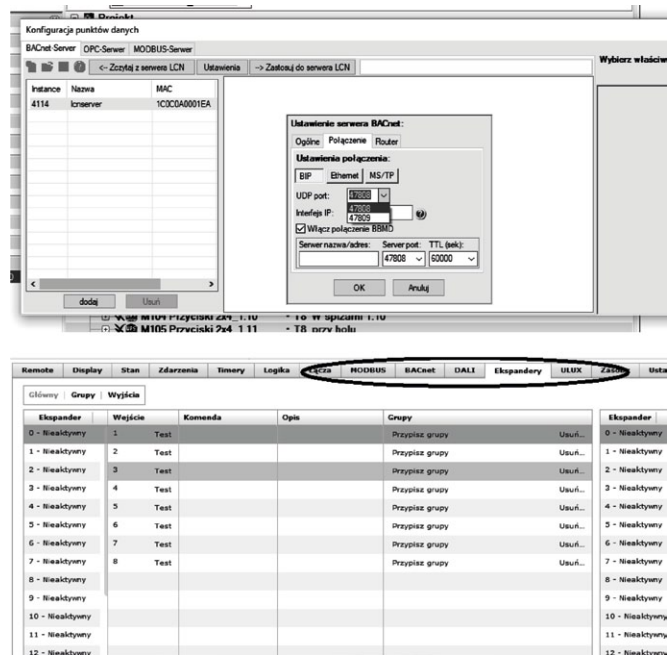 Projekt
Konfiguracja punktów danych
BACnet-Serwer OPC-Serwer MODBUS-Serwer
<- Zczytaj z serwera LCN Ustawienia -> Zastosuj do serwera LCN
Wybierz właściw
Instance Nazwa MAC
4114 lcnserver 1C0C0A0001EA
Ustawienie serwera BACnet:
Ogólne Połączenie Router
Ustawienia połączenia:
BIP Ethernet MS/TP
UDP port: 47808
47808
Interfejs IP: 47809
Włącz połączenie BBMD
Serwer nazwa/adres: Serwer port: TTL (sek):
47808 60000
OK Anuluj
dodaj Usuń
M104 Przyciski 2x4_1.10 - T8 W spiżarni 1.10
M105 Przyciski 2x4_1.11 - T8 przy holu
Remote Display Stan Zdarzenia Timery Logika Łącza MODBUS BACnet DALI Ekspandery ULUX Zasoby Usta
Główny Grupy Wyjścia
Ekspander Wejście Komenda Opis Grupy Ekspander
0 - Nieaktywny 1 Test Przypisz grupy Usuń... 0 - Nieaktywny
1 - Nieaktywny 2 Test Przypisz grupy Usuń... 1 - Nieaktywny
2 - Nieaktywny 3 Test Przypisz grupy Usuń... 2 - Nieaktywny
3 - Nieaktywny 4 Test Przypisz grupy Usuń... 3 - Nieaktywny
4 - Nieaktywny 5 Test Przypisz grupy Usuń... 4 - Nieaktywny
5 - Nieaktywny 6 Test Przypisz grupy Usuń... 5 - Nieaktywny
6 - Nieaktywny 7 Test Przypisz grupy Usuń... 6 - Nieaktywny
7 - Nieaktywny 8 Test Przypisz grupy Usuń... 7 - Nieaktywny
8 - Nieaktywny 8 - Nieaktywny
9 - Nieaktywny 9 - Nieaktywny
10 - Nieaktywny 10 - Nieaktywny
11 - Nieaktywny 11 - Nieaktywny
12 - Nieaktywny 12 - Nieaktywny